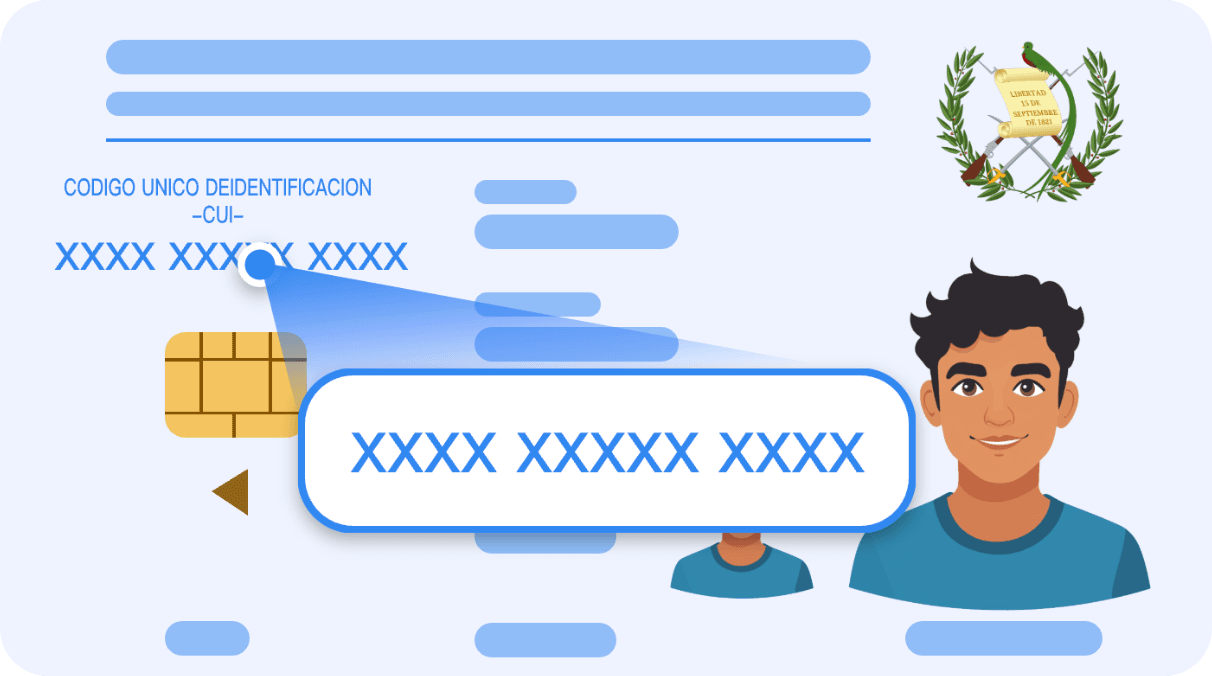 LIBERTAD
15 DE
SEPTIEMBRE
DE 1821
CODIGO UNICO DEIDENTIFICACION
-CUI-
XXXX XXXXX XXXX
XXXX XXXXX XXXX